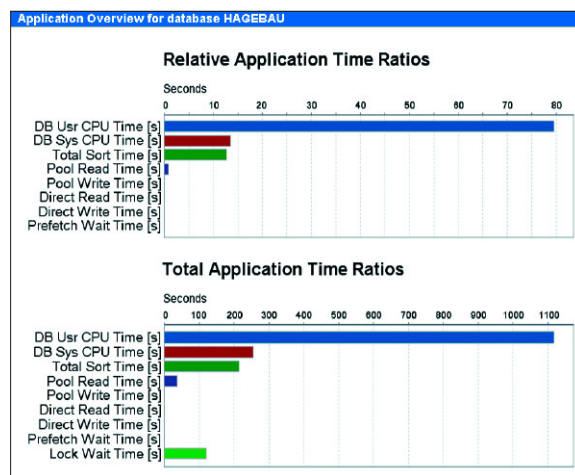 Application Overview for database HAGEBAU
Relative Application Time Ratios
Seconds
0 10 20 30 40 50 60 70 80
DB Usr CPU Time [s]
DB Sys CPU Time [s]
Total Sort Time [s]
Pool Read Time [s]
Pool Write Time [s]
Direct Read Time [s]
Direct Write Time [s]
Prefetch Wait Time [s]
Total Application Time Ratios
Seconds
0 100 200 300 400 500 600 700 800 900 1000 1100
DB Usr CPU Time [s]
DB Sys CPU Time [s]
Total Sort Time [s]
Pool Read Time [s]
Pool Write Time [s]
Direct Read Time [s]
Direct Write Time [s]
Prefetch Wait Time [s]
Lock Wait Time [s]